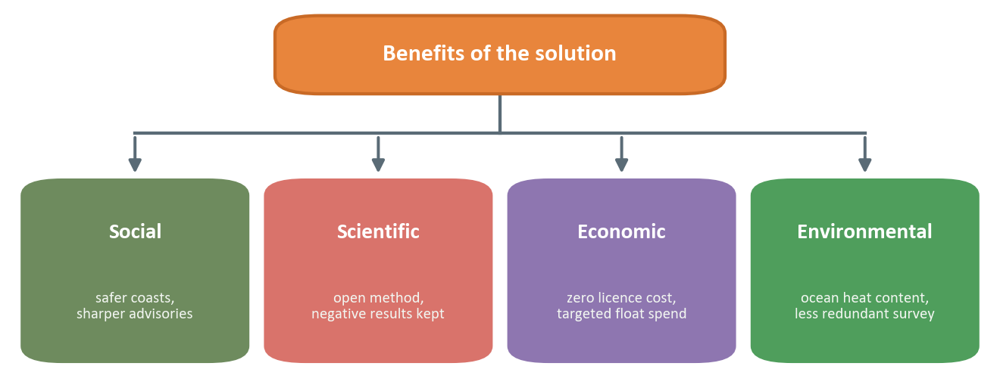 Benefits of the solution
Social
safer coasts,
sharper advisories
Scientific
open method,
negative results kept
Economic
zero licence cost,
targeted float spend
Environmental
ocean heat content,
less redundant survey